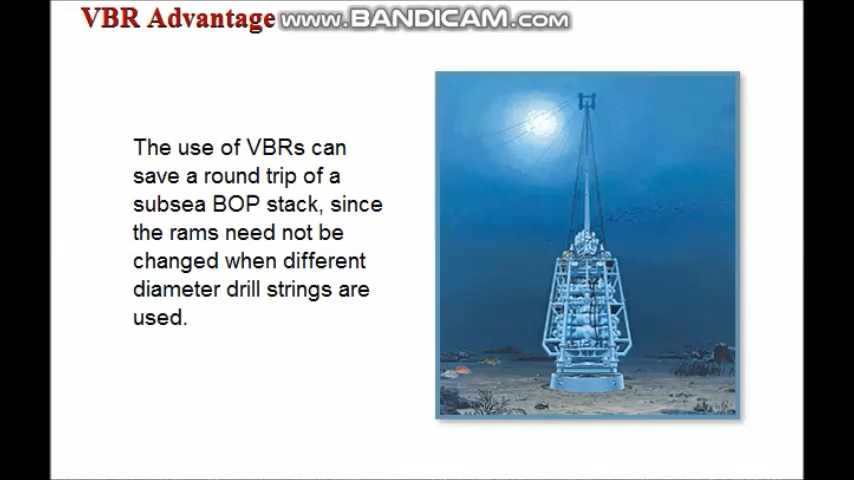 VBR Advantage www.BANDICAM.com
The use of VBRs can
save a round trip of a
subsea BOP stack, since
the rams need not be
changed when different
diameter drill strings are
used.